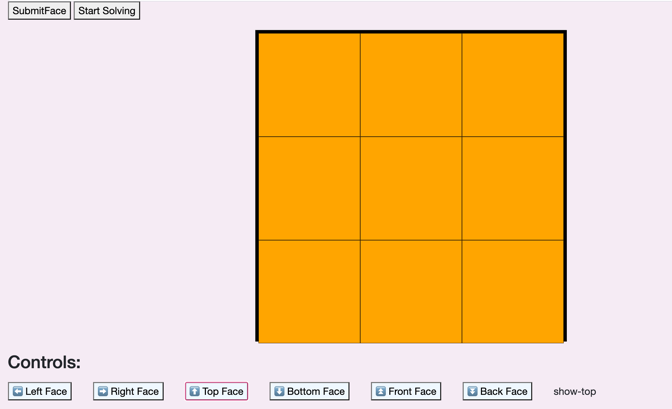 SubmitFace Start Solving
Controls:
⬅️ Left Face ➡️ Right Face ⬆️ Top Face ⬇️ Bottom Face ⏫ Front Face ⏬ Back Face show-top